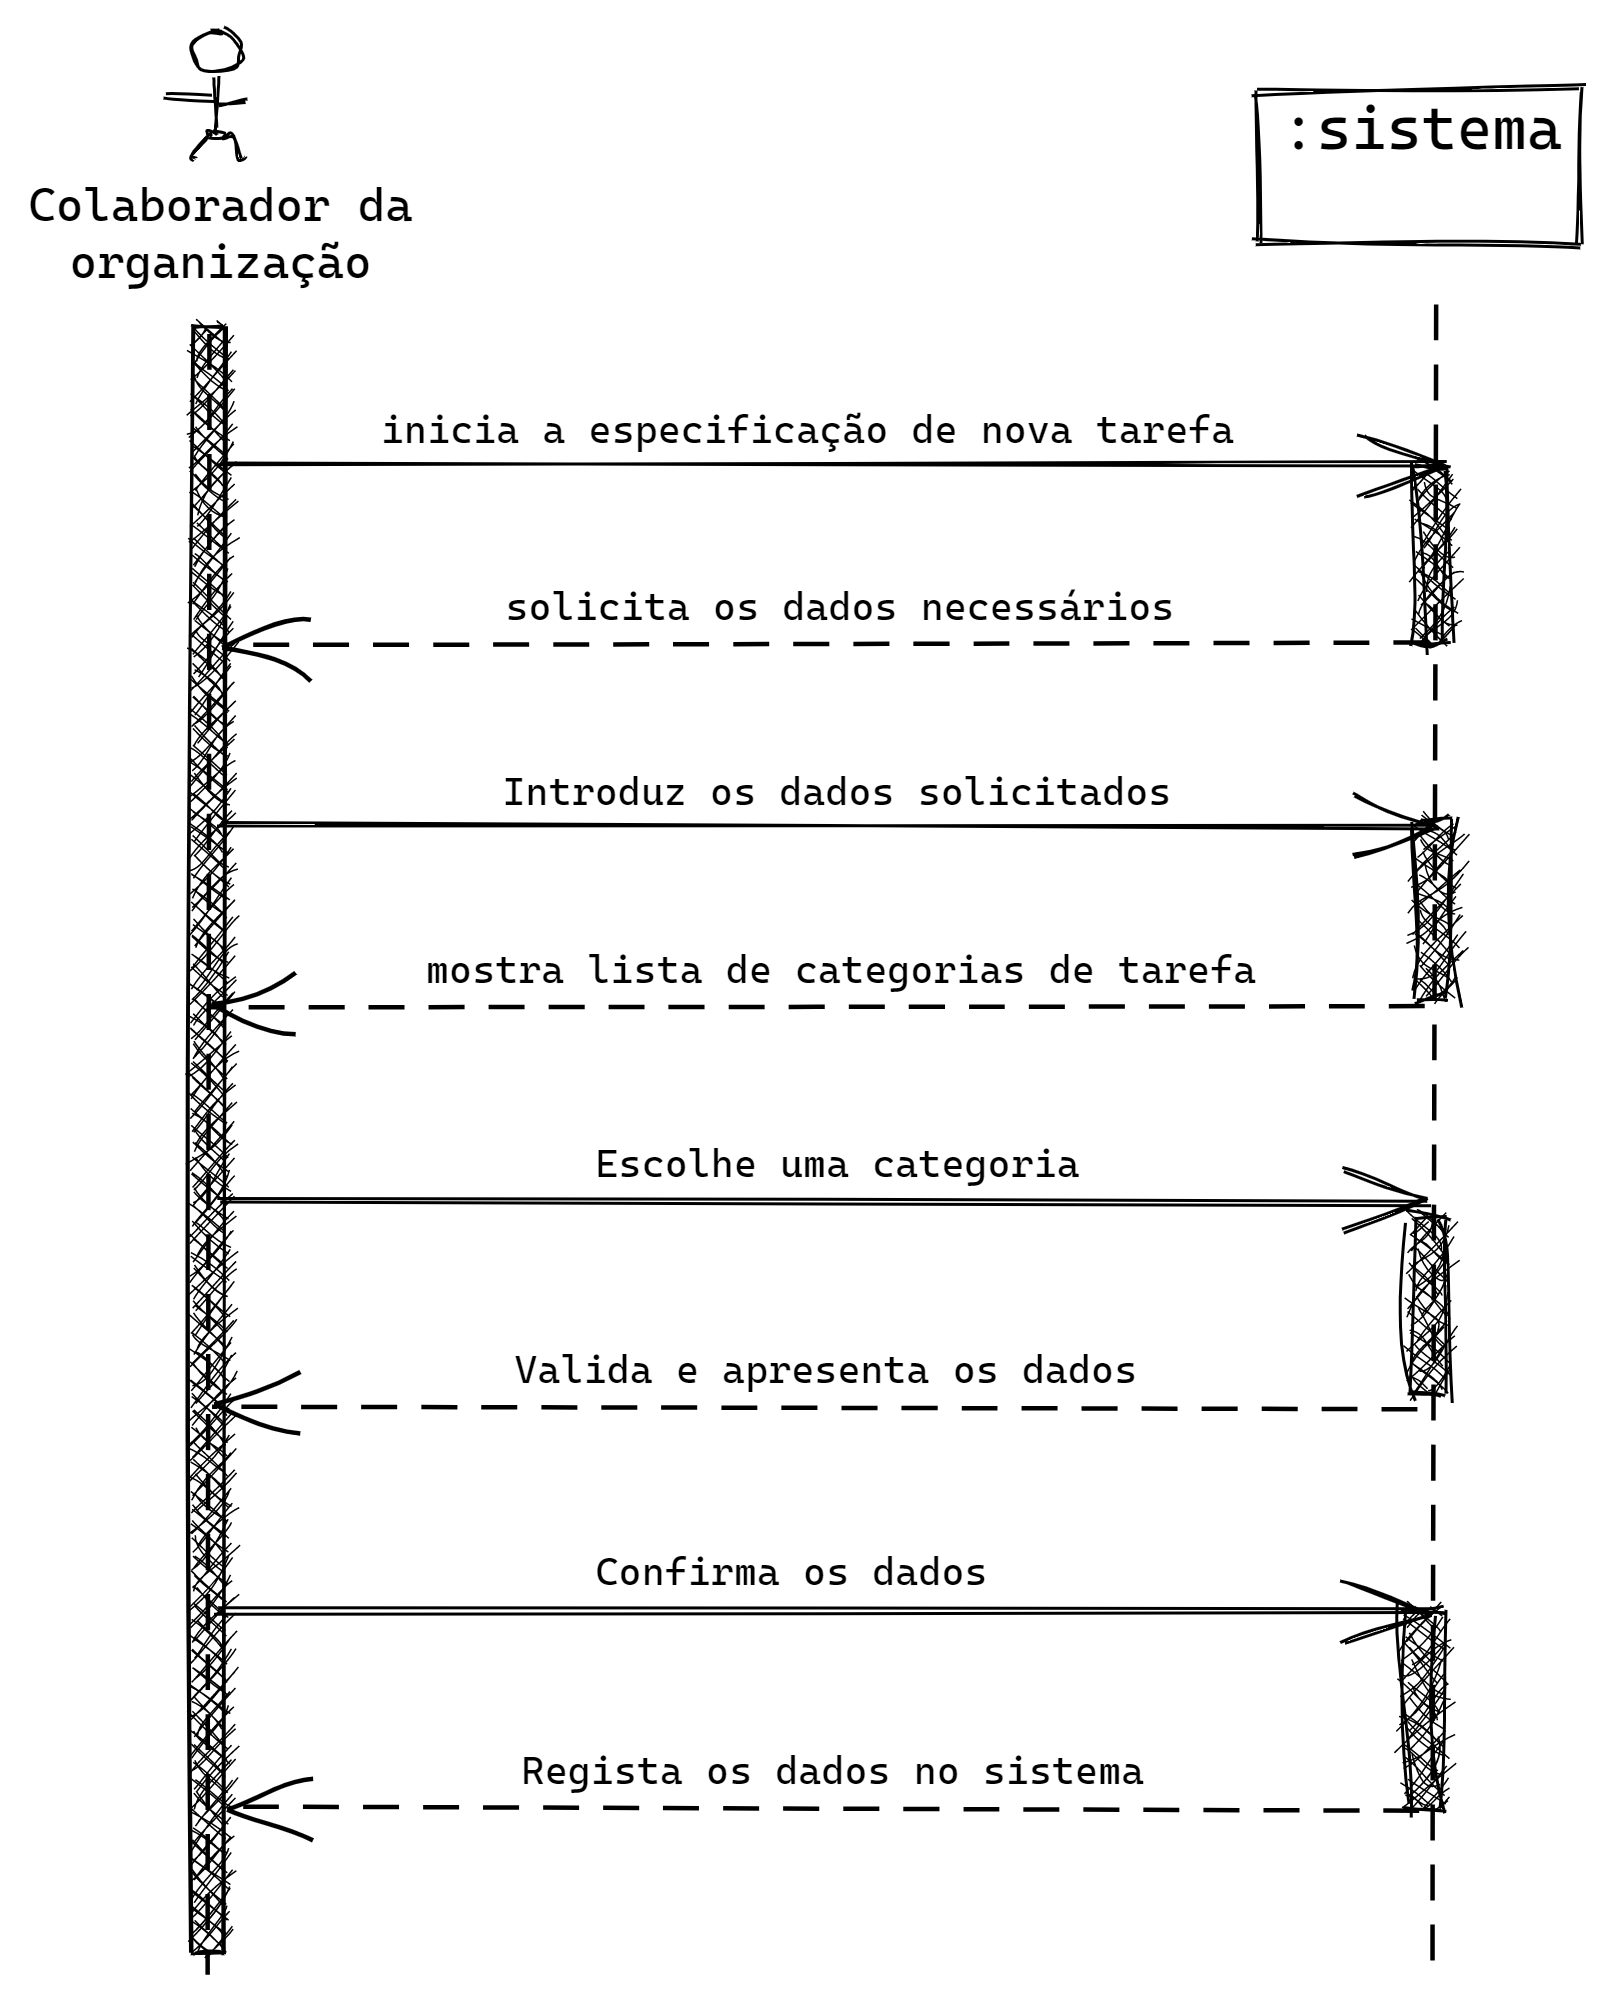 :sistema
Colaborador da
organização
inicia a especificação de nova tarefa
solicita os dados necessários
Introduz os dados solicitados
mostra lista de categorias de tarefa
Escolhe uma categoria
Valida e apresenta os dados
Confirma os dados
Regista os dados no sistema